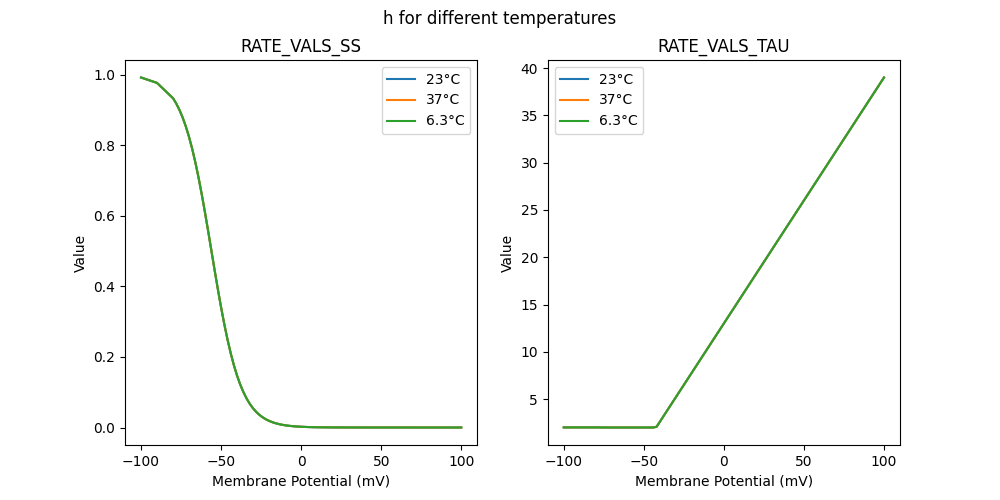 h for different temperatures
RATE_VALS_SS
1.0
0.8
0.6
0.4
0.2
0.0
Value
−100
−50
0
50
100
Membrane Potential (mV)
23°C
37°C
6.3°C
RATE_VALS_TAU
40
35
30
25
20
15
10
5
Value
−100
−50
0
50
100
Membrane Potential (mV)
23°C
37°C
6.3°C